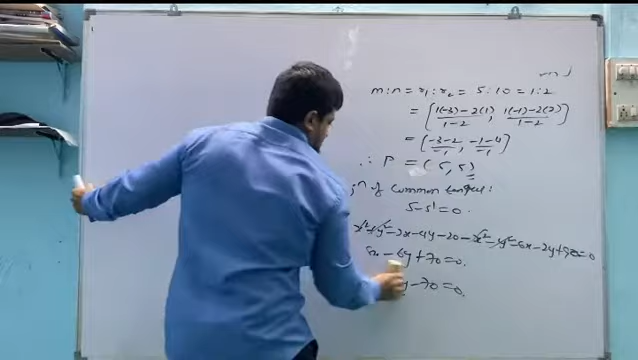 m:n = r₁:r₂ = 5:10 = 1:2
= [1(-3)-2(1)/1-2, 1(-1)-2(2)/1-2]
= [-3-2/-1, -1-4/-1]
∴ P = (5, 5)
n of common tangent:
S-S' = 0.
x²+y²-2x-4y-20-x²-y²-6x-2y+90=0
-6y+70=0.
y-70=0.